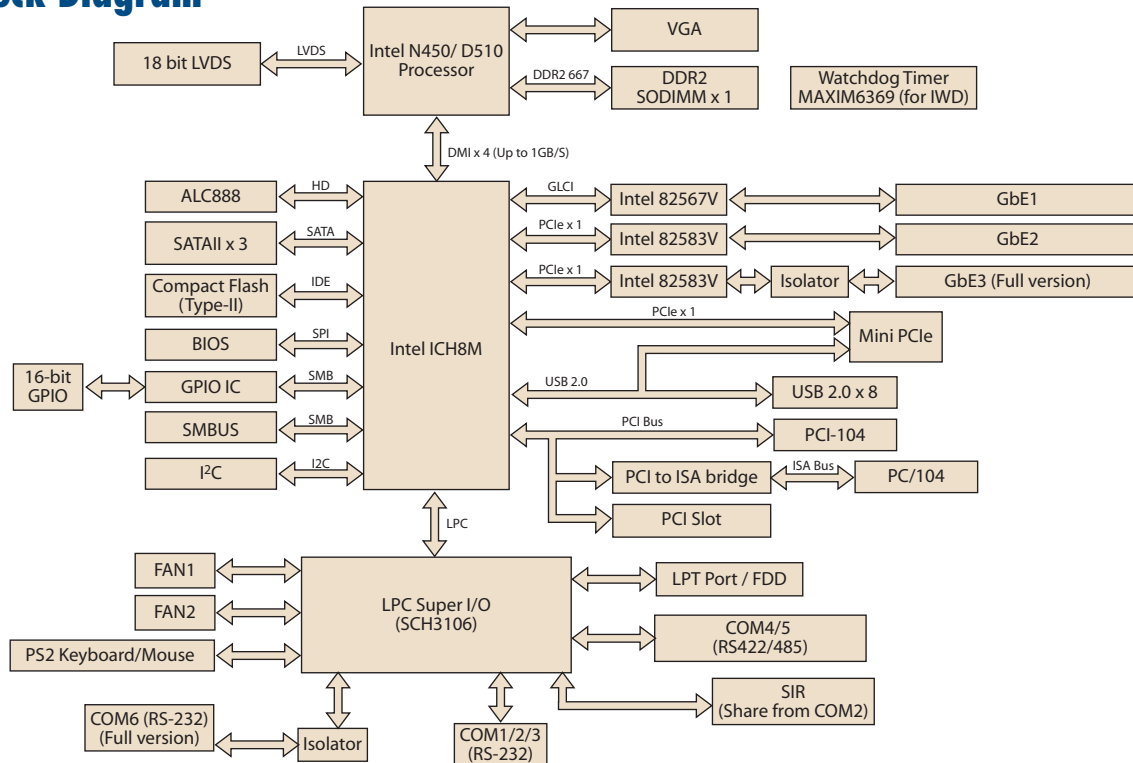 Diagram
18 bit LVDS
LVDS
Intel N450/ D510
Processor
VGA
DDR2 667
DDR2
SODIMM x 1
Watchdog Timer
MAXIM6369 (for IWD)
DMI x 4 (Up to 1GB/S)
ALC888
HD
SATAII x 3
SATA
Compact Flash
(Type-II)
IDE
BIOS
SPI
16-bit
GPIO
GPIO IC
SMB
SMBUS
SMB
I²C
I2C
Intel ICH8M
GLCI
Intel 82567V
GbE1
PCIe x 1
Intel 82583V
GbE2
PCIe x 1
Intel 82583V
Isolator
GbE3 (Full version)
PCIe x 1
Mini PCIe
USB 2.0
USB 2.0 x 8
PCI Bus
PCI-104
PCI to ISA bridge
ISA Bus
PC/104
PCI Slot
LPC
FAN1
FAN2
PS2 Keyboard/Mouse
LPC Super I/O
(SCH3106)
LPT Port / FDD
COM4/5
(RS422/485)
SIR
(Share from COM2)
COM6 (RS-232)
(Full version)
Isolator
COM1/2/3
(RS-232)